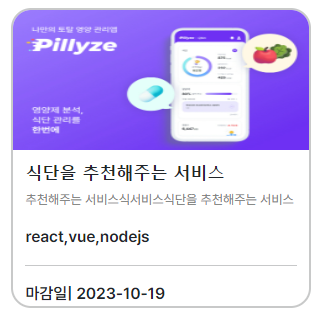 나만의 토탈 영양 관리앱
Pillyze
영양제 분석,
식단 관리를
한번에
식단을 추천해주는 서비스
추천해주는 서비스식서비스식단을 추천해주는 서비스
react,vue,nodejs
마감일| 2023-10-19